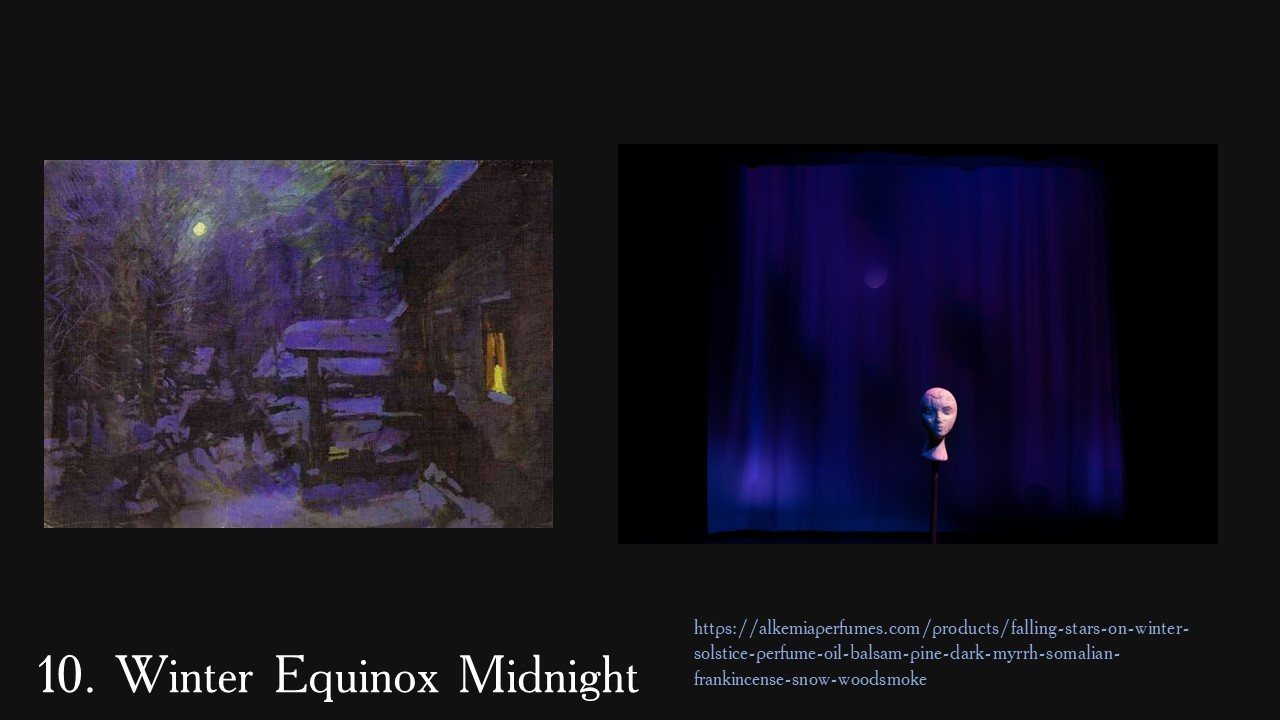 10. Winter Equinox Midnight
https://alkemiaperfumes.com/products/falling-stars-on-winter-
solstice-perfume-oil-balsam-pine-dark-myrrh-somalian-
frankincense-snow-woodsmoke